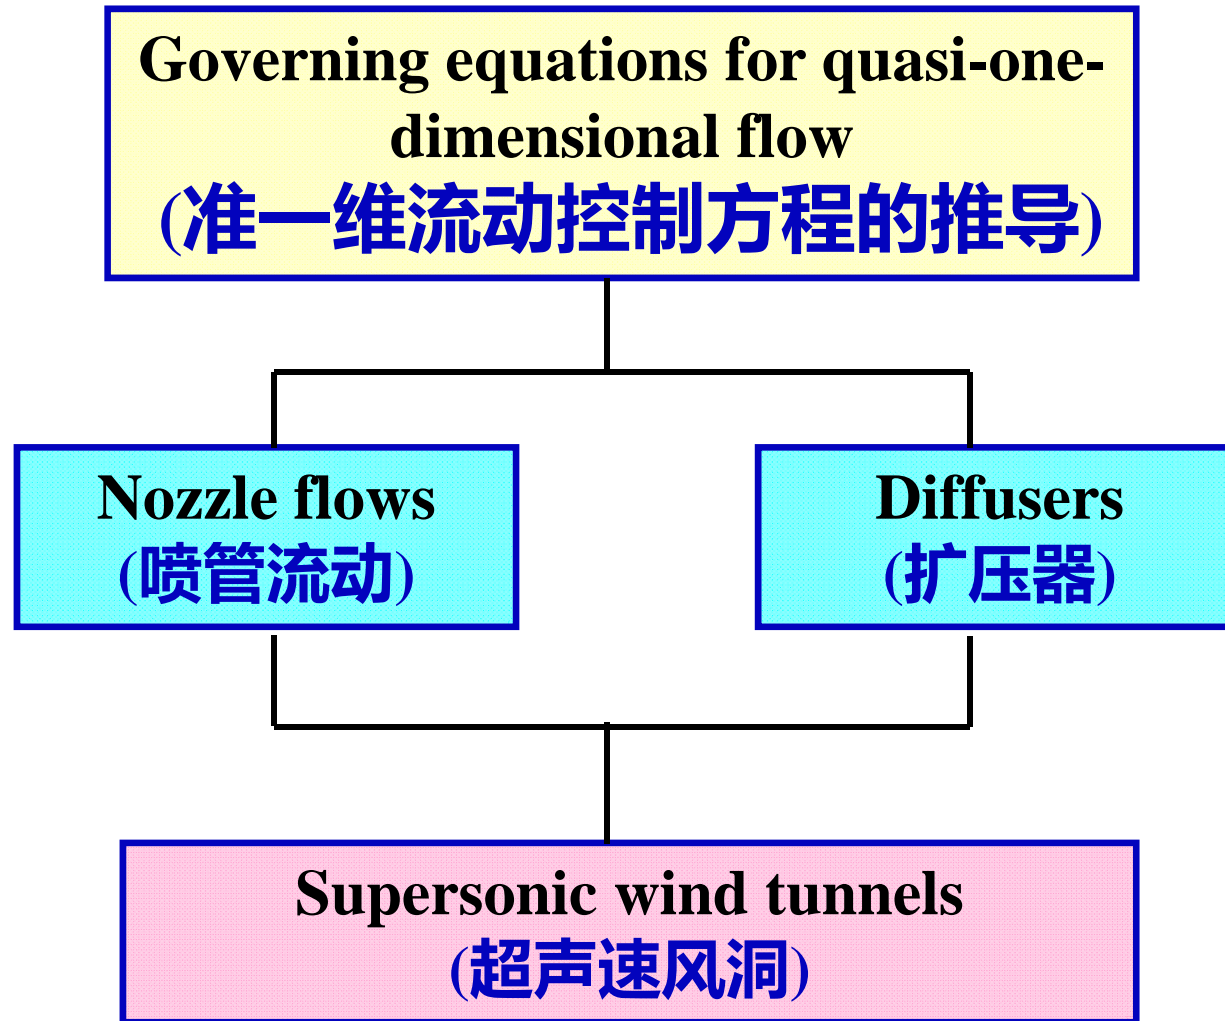 Governing equations for quasi-one-
dimensional flow
(准一维流动控制方程的推导)
Nozzle flows
(喷管流动)
Diffusers
(扩压器)
Supersonic wind tunnels
(超声速风洞)